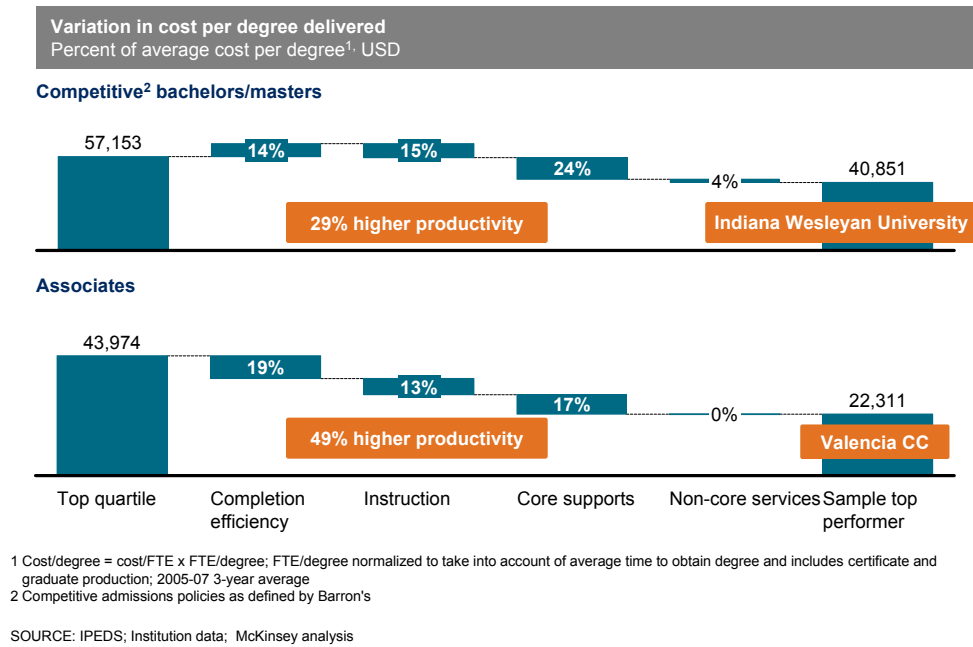 Variation in cost per degree delivered
Percent of average cost per degree1, USD
Competitive2 bachelors/masters
57,153
14%
15%
24%
4%
40,851
29% higher productivity
Indiana Wesleyan University
Associates
43,974
19%
13%
17%
0%
22,311
49% higher productivity
Valencia CC
Top quartile
Completion
efficiency
Instruction
Core supports
Non-core services
Sample top
performer
1 Cost/degree = cost/FTE x FTE/degree; FTE/degree normalized to take into account of average time to obtain degree and includes certificate and
graduate production; 2005-07 3-year average
2 Competitive admissions policies as defined by Barron's
SOURCE: IPEDS; Institution data; McKinsey analysis